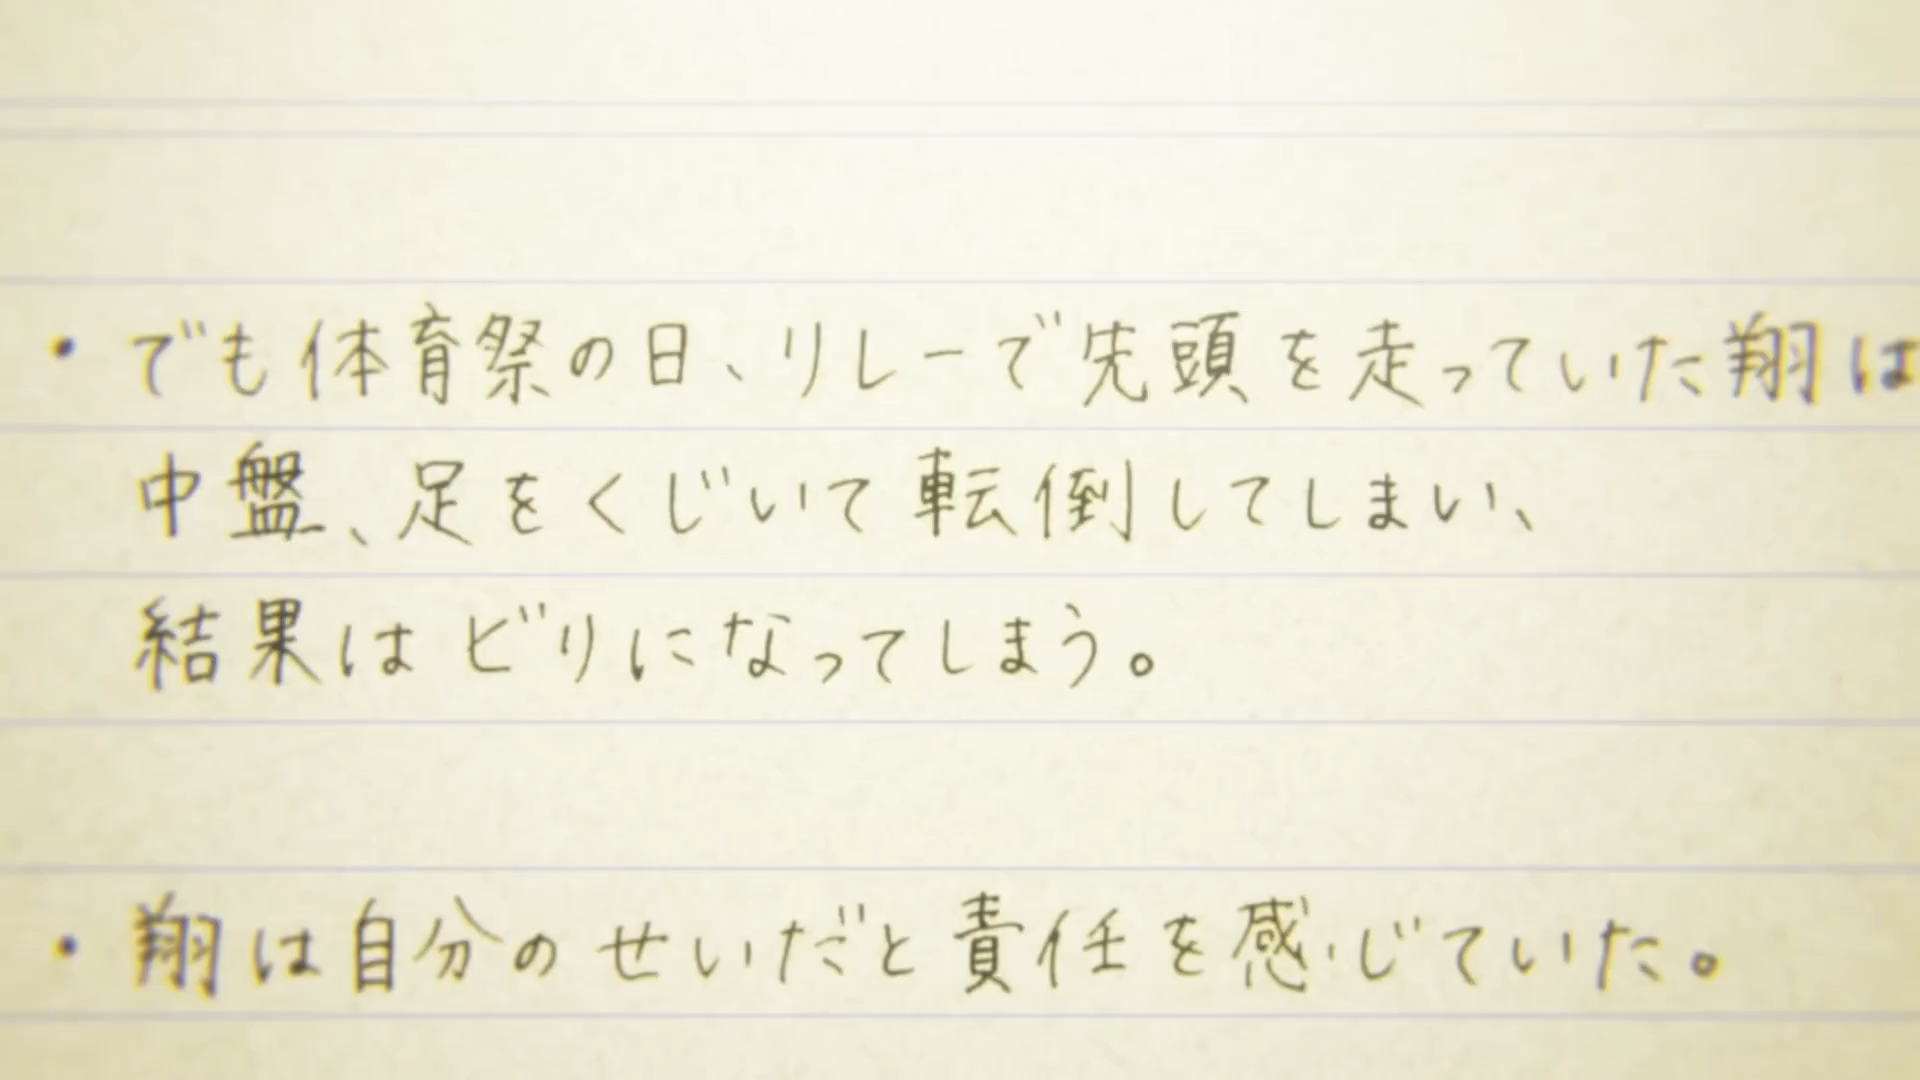 ・でも体育祭の日、リレーで先頭を走っていた翔は
中盤、足をくじいて転倒してしまい、
結果はビリになってしまう。
・翔は自分のせいだと責任を感じていた。